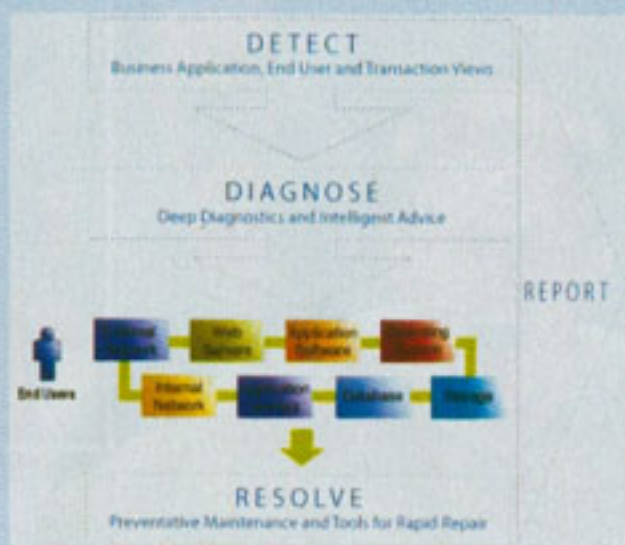 DETECT
Business Application, End User and Transaction Views
DIAGNOSE
Deep Diagnostics and Intelligent Advice
REPORT
Web
Servers
Application
Software
End Users
Internal
Network
Database
Storage
RESOLVE
Preventative Maintenance and Tools for Rapid Repair